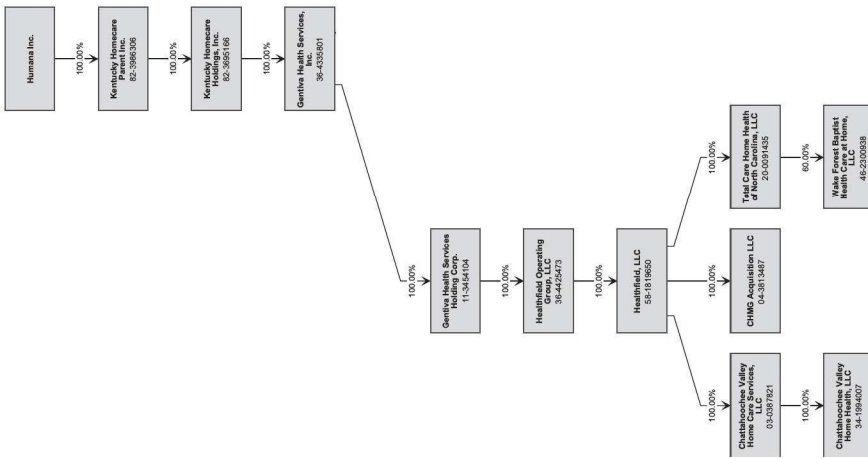 Humana Inc.
100.00%
Kentucky Homecare
Parent Inc.
82-3986306
100.00%
Kentucky Homecare
Holdings, Inc.
82-3695166
100.00%
Gentiva Health Services,
Inc.
36-4335801
100.00%
Gentiva Health Services
Holding Corp.
11-3454104
100.00%
Healthfield Operating
Group, LLC
36-4425473
100.00%
Healthfield, LLC
58-1819650
100.00%
Chattahoochee Valley
Home Care Services,
LLC
03-0387821
100.00%
Chattahoochee Valley
Home Health, LLC
34-1994007
100.00%
CHMG Acquisition LLC
04-3813487
100.00%
Total Care Home Health
of North Carolina, LLC
20-0091435
60.00%
Wake Forest Baptist
Health Care at Home,
LLC
46-2300938